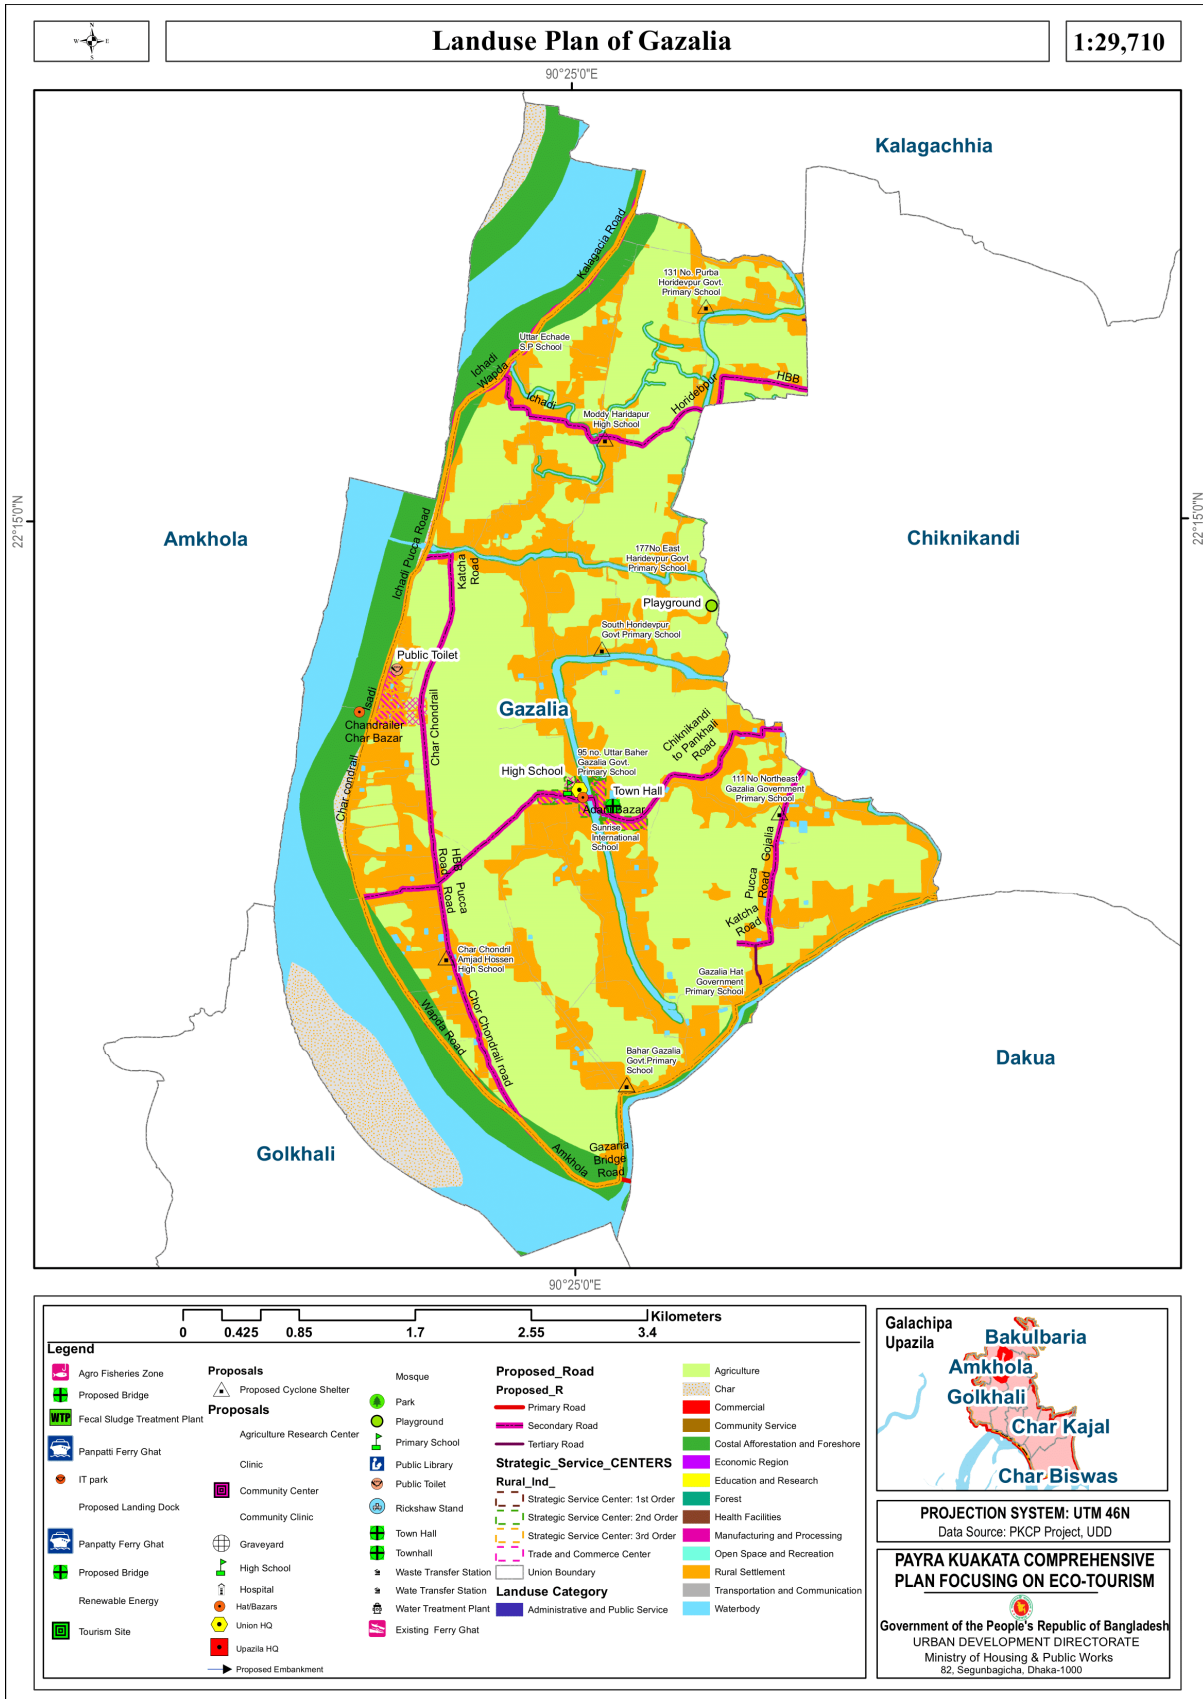 N
W E
S
Landuse Plan of Gazalia
1:29,710
90°25'0"E
Kalagachhia
Kalagacia Road
131 No. Purba
Horidevpur Govt.
Primary School
Uttar Echade
S.P School
Ichadi
Wapda
Ichadi
HBB
Horidebpur
Moddy Haridapur
High School
22°15'0"N
22°15'0"N
Amkhola
Chiknikandi
Ichadi Pucca Road
Katcha
Road
177No East
Haridevpur Govt
Primary School
Playground
South Horidevpur
Govt Primary School
Public Toilet
Isadi
Chandrailer
Char Bazar
Char Chondrail
Gazalia
Chiknikandi
to Pankhali
Road
95 no. Uttar Baher
Gazalia Govt.
Primary School
High School
Town Hall
Adani Bazar
111 No Northeast
Gazalia Government
Primary School
Char condrail
Sunrise
International
School
Gojalia
HBB
Road
Pucca
Road
Pucca
Road
Katcha
Road
Char Chondril
Amjad Hossen
High School
Gazalia Hat
Government
Primary School
Wapda Road
Chor Chondrail road
Bahar Gazalia
Govt.Primary
School
Dakua
Golkhali
Amkhola
Gazaria
Bridge
Road
90°25'0"E
Kilometers
0 0.425 0.85 1.7 2.55 3.4
Legend
Agro Fisheries Zone
Proposed Bridge
WTP Fecal Sludge Treatment Plant
Panpatti Ferry Ghat
IT park
Proposed Landing Dock
Panpatty Ferry Ghat
Proposed Bridge
Renewable Energy
Tourism Site
Proposals
Proposed Cyclone Shelter
Proposals
Agriculture Research Center
Clinic
Community Center
Community Clinic
Graveyard
High School
Hospital
Hat/Bazars
Union HQ
Upazila HQ
Proposed Embankment
Mosque
Park
Playground
Primary School
Public Library
Public Toilet
Rickshaw Stand
Town Hall
Townhall
Waste Transfer Station
Wate Transfer Station
Water Treatment Plant
Existing Ferry Ghat
Proposed_Road
Proposed_R
Primary Road
Secondary Road
Tertiary Road
Strategic_Service_CENTERS
Rural_Ind_
Strategic Service Center: 1st Order
Strategic Service Center: 2nd Order
Strategic Service Center: 3rd Order
Trade and Commerce Center
Union Boundary
Landuse Category
Administrative and Public Service
Agriculture
Char
Commercial
Community Service
Costal Afforestation and Foreshore
Economic Region
Education and Research
Forest
Health Facilities
Manufacturing and Processing
Open Space and Recreation
Rural Settlement
Transportation and Communication
Waterbody
Galachipa
Upazila
Bakulbaria
Amkhola
Golkhali
Char Kajal
Char Biswas
PROJECTION SYSTEM: UTM 46N
Data Source: PKCP Project, UDD
PAYRA KUAKATA COMPREHENSIVE
PLAN FOCUSING ON ECO-TOURISM
Government of the People's Republic of Bangladesh
URBAN DEVELOPMENT DIRECTORATE
Ministry of Housing & Public Works
82, Segunbagicha, Dhaka-1000